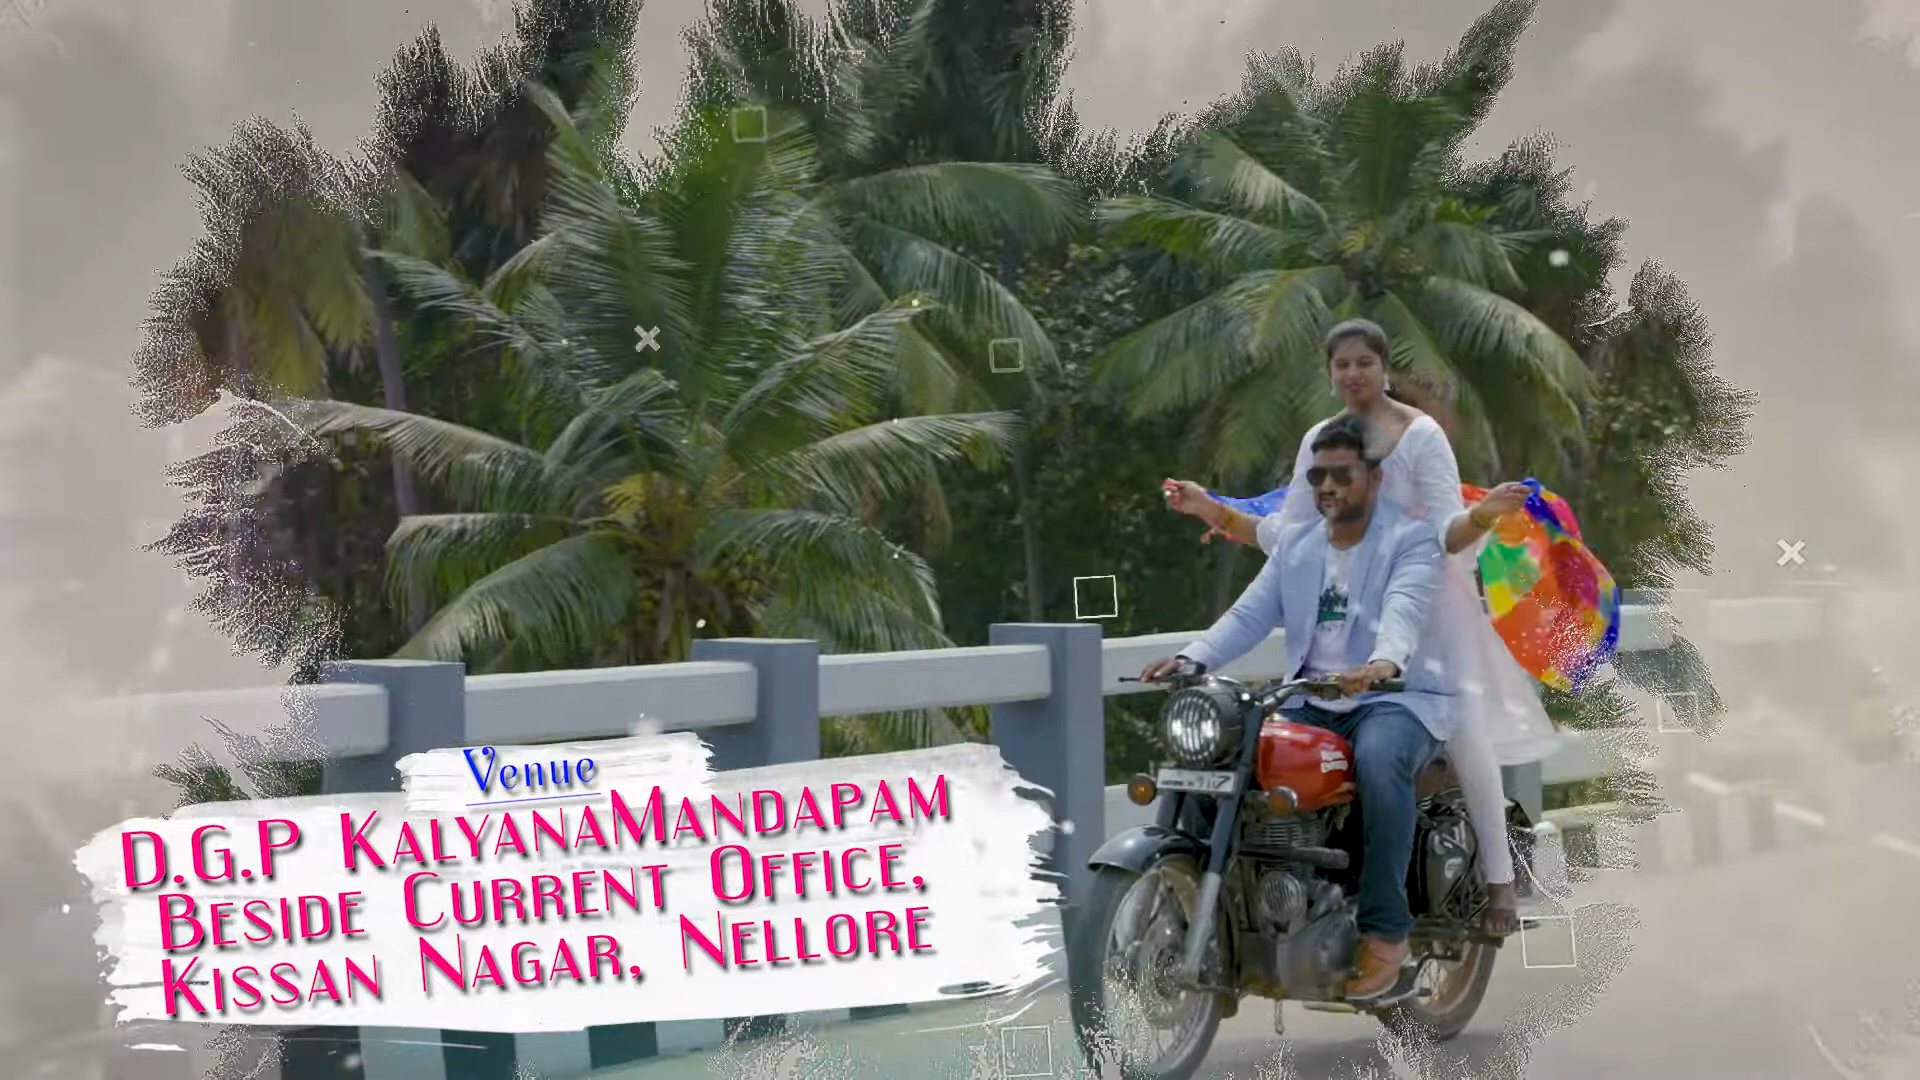 Venue
D.G.P KalyanaMandapam
Beside Current Office,
Kissan Nagar, Nellore